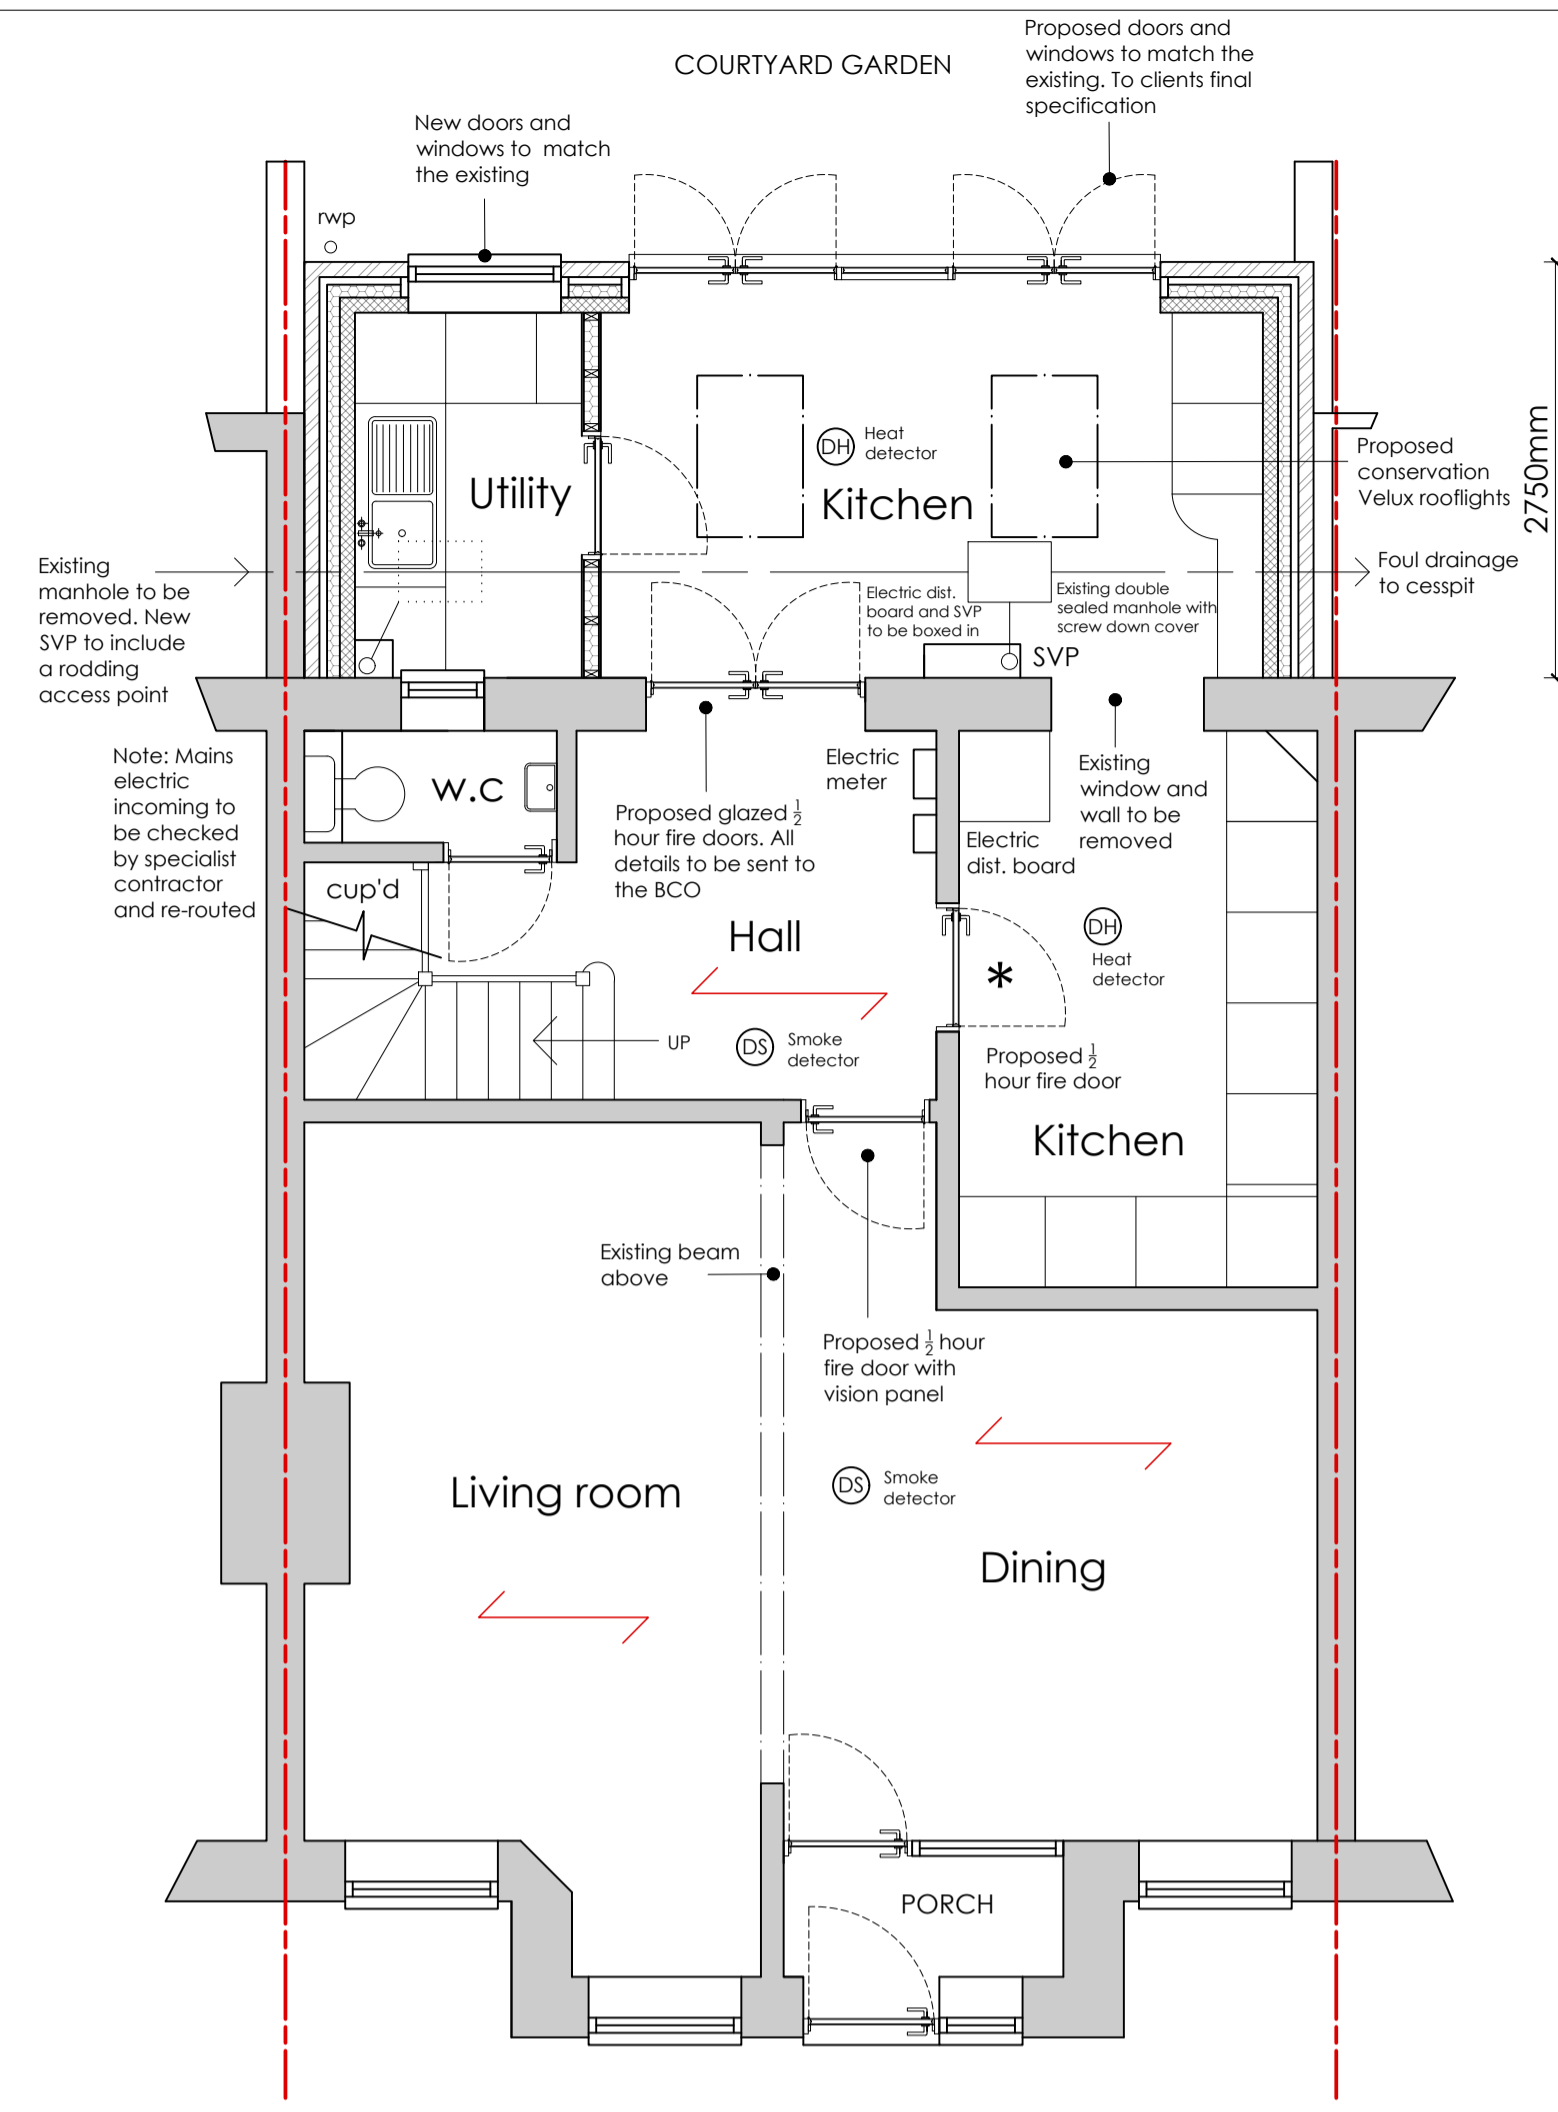 COURTYARD GARDEN
Proposed doors and
windows to match the
existing. To clients final
specification
New doors and
windows to match
the existing
rwp
DH
Heat
detector
Utility
Kitchen
Proposed
conservation
Velux rooflights
2750mm
Existing
manhole to be
removed. New
SVP to include
a rodding
access point
Foul drainage
to cesspit
Electric dist.
board and SVP
to be boxed in
Existing double
sealed manhole with
screw down cover
SVP
Note: Mains
electric
incoming to
be checked
by specialist
contractor
and re-routed
w.c
Electric
meter
Existing
window and
wall to be
removed
Proposed glazed ½
hour fire doors. All
details to be sent to
the BCO
Electric
dist. board
cup'd
Hall
DH
Heat
detector
*
UP
DS
Smoke
detector
Proposed ½
hour fire door
Kitchen
Existing beam
above
Proposed ½ hour
fire door with
vision panel
Living room
DS
Smoke
detector
Dining
PORCH